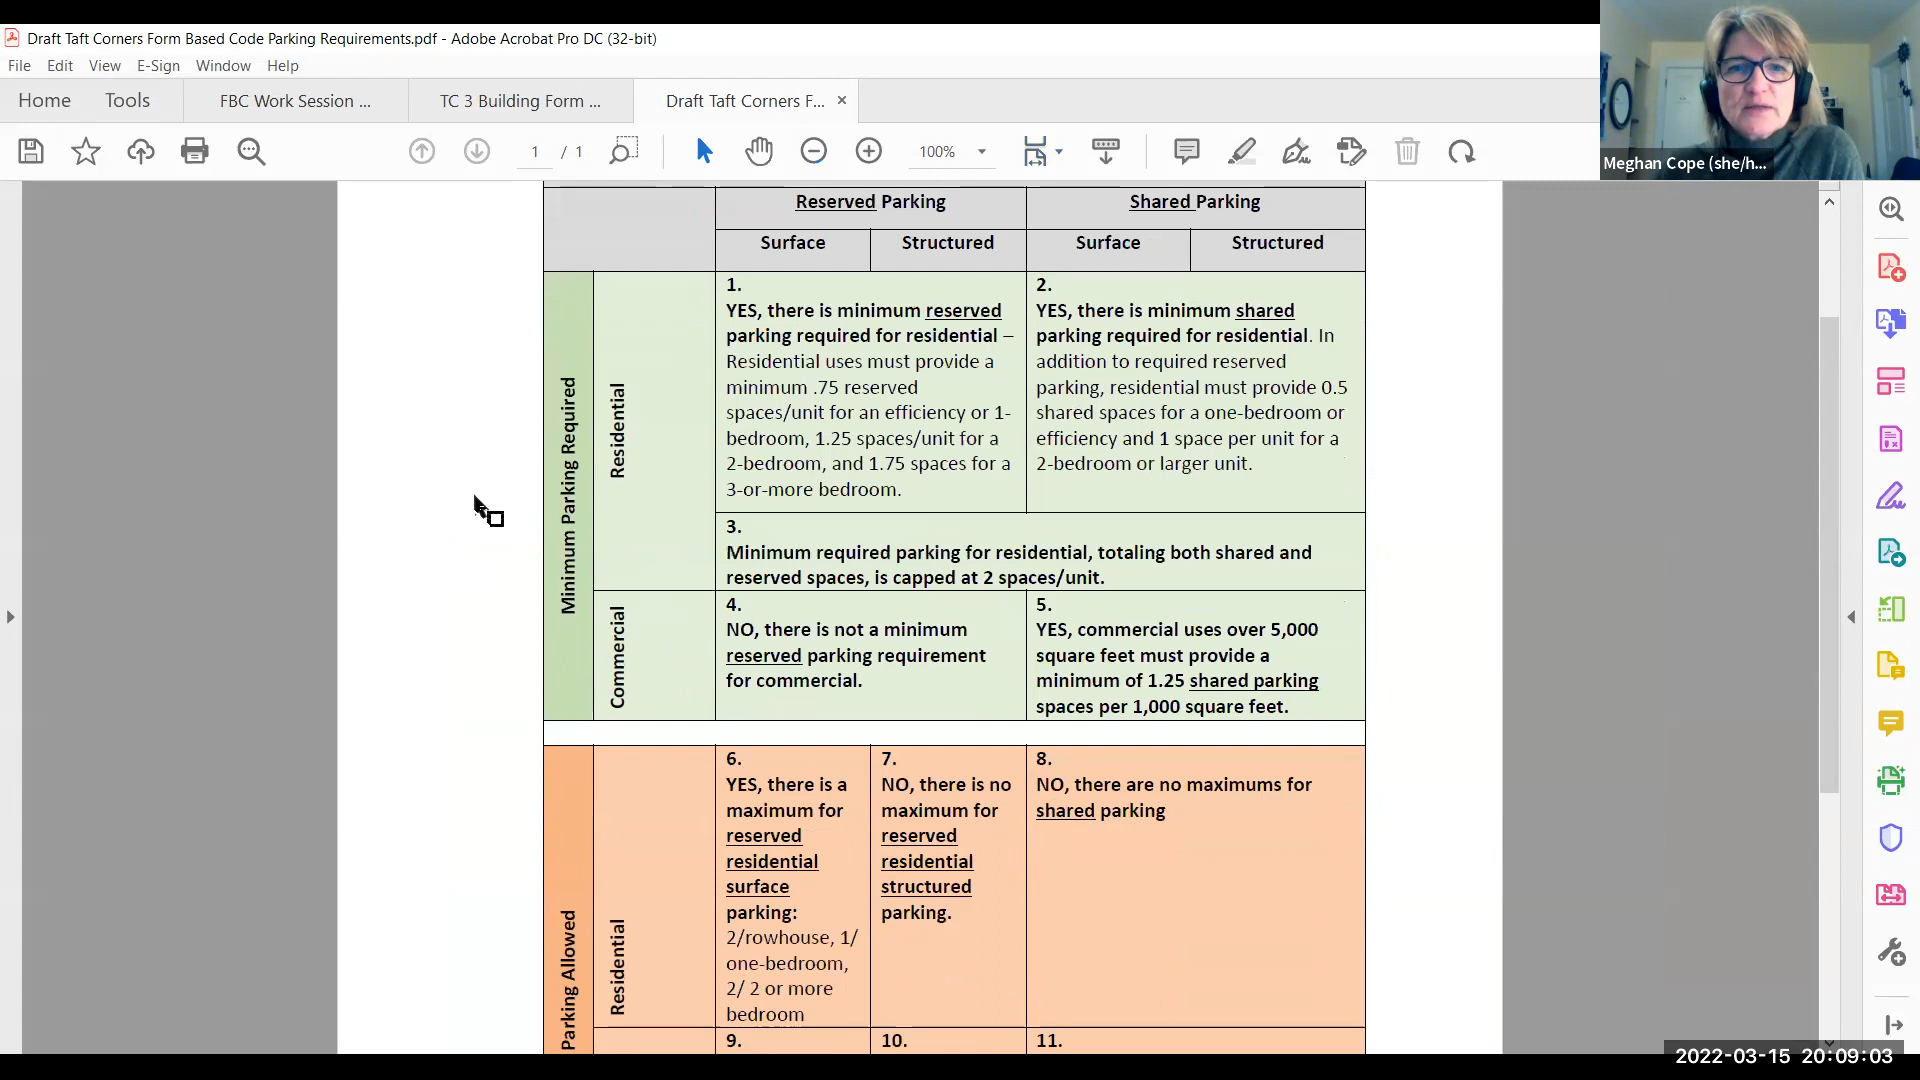 Draft Taft Corners Form Based Code Parking Requirements.pdf - Adobe Acrobat Pro DC (32-bit)
File Edit View E-Sign Window Help
Home Tools FBC Work Session ... TC 3 Building Form ... Draft Taft Corners F... ×
1 / 1 100%
Meghan Cope (she/h...
Reserved Parking Shared Parking
Surface Structured Surface Structured
Minimum Parking Required
Residential
1.
YES, there is minimum reserved
parking required for residential –
Residential uses must provide a
minimum .75 reserved
spaces/unit for an efficiency or 1-
bedroom, 1.25 spaces/unit for a
2-bedroom, and 1.75 spaces for a
3-or-more bedroom.
2.
YES, there is minimum shared
parking required for residential. In
addition to required reserved
parking, residential must provide 0.5
shared spaces for a one-bedroom or
efficiency and 1 space per unit for a
2-bedroom or larger unit.
3.
Minimum required parking for residential, totaling both shared and
reserved spaces, is capped at 2 spaces/unit.
Commercial
4.
NO, there is not a minimum
reserved parking requirement
for commercial.
5.
YES, commercial uses over 5,000
square feet must provide a
minimum of 1.25 shared parking
spaces per 1,000 square feet.
Parking Allowed
Residential
6.
YES, there is a
maximum for
reserved
residential
surface
parking:
2/rowhouse, 1/
one-bedroom,
2/ 2 or more
bedroom
7.
NO, there is no
maximum for
reserved
residential
structured
parking.
8.
NO, there are no maximums for
shared parking
9. 10. 11.
2022-03-15 20:09:03